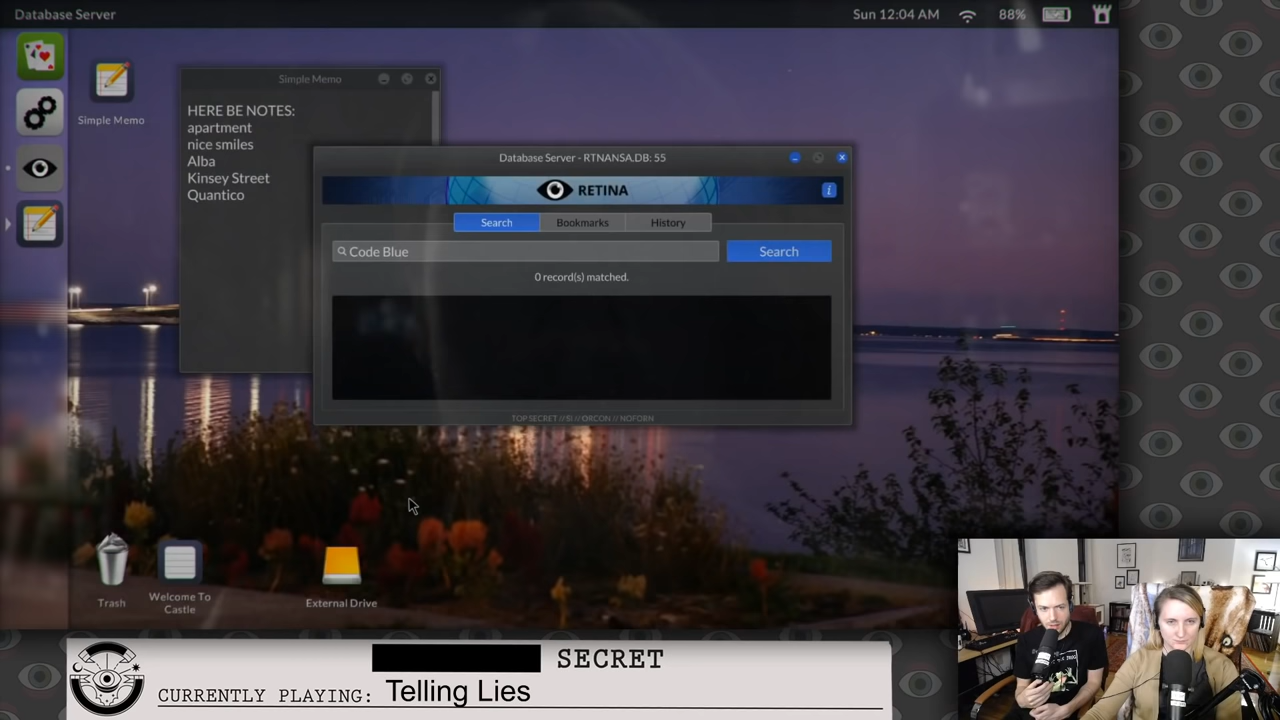 Database Server
Sun 12:04 AM
88%
Simple Memo
Simple Memo
HERE BE NOTES:
apartment
nice smiles
Alba
Kinsey Street
Quantico
Database Server - RTNANSA.DB: 55
RETINA
i
Search
Bookmarks
History
Code Blue
Search
0 record(s) matched.
TOP SECRET // SI // ORCON // NOFORN
Trash
Welcome To
Castle
External Drive
SECRET
CURRENTLY PLAYING: Telling Lies